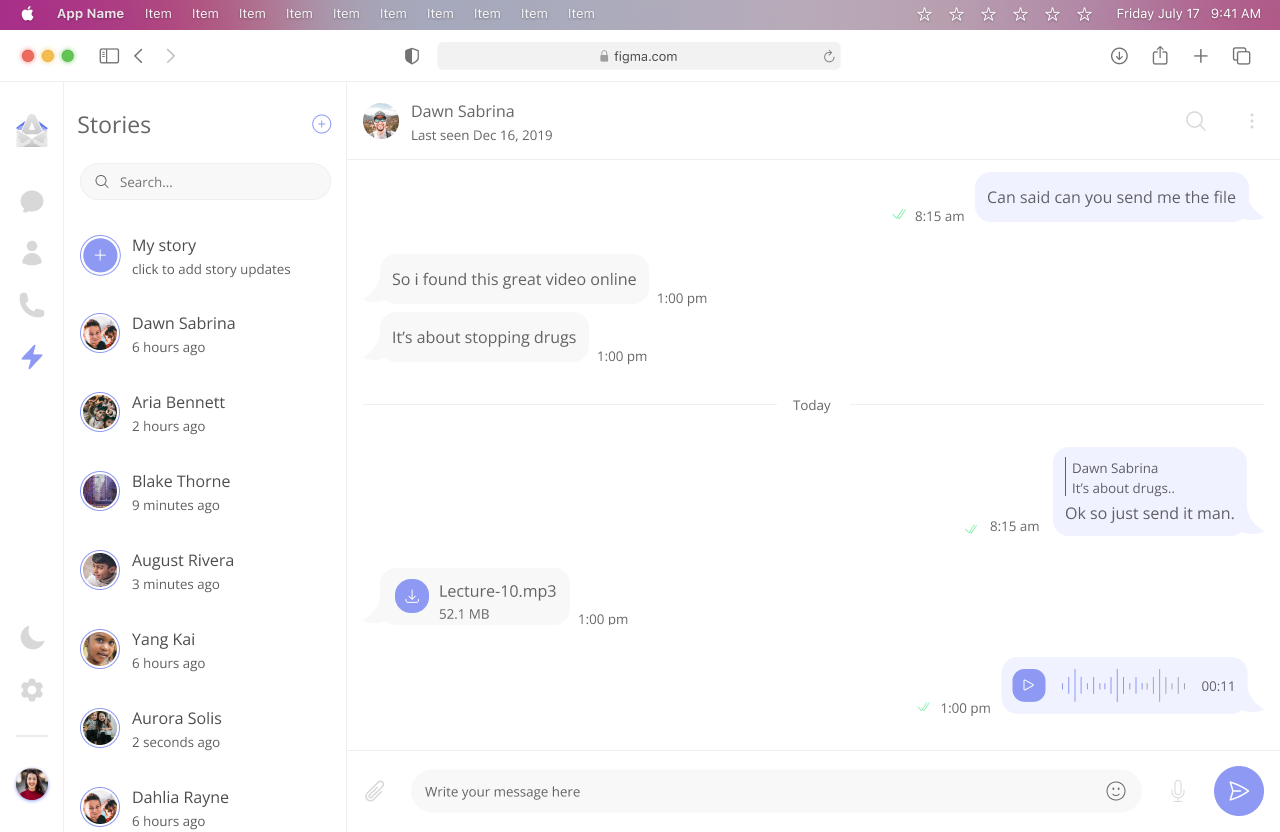 App Name Item Item Item Item Item Item Item Item Item Item Friday July 17 9:41 AM
figma.com
Stories
Search...
My story
click to add story updates
Dawn Sabrina
6 hours ago
Aria Bennett
2 hours ago
Blake Thorne
9 minutes ago
August Rivera
3 minutes ago
Yang Kai
6 hours ago
Aurora Solis
2 seconds ago
Dahlia Rayne
6 hours ago
Dawn Sabrina
Last seen Dec 16, 2019
Can said can you send me the file
8:15 am
So i found this great video online
1:00 pm
It’s about stopping drugs
1:00 pm
Today
Dawn Sabrina
It’s about drugs..
Ok so just send it man.
8:15 am
Lecture-10.mp3
52.1 MB
1:00 pm
00:11
1:00 pm
Write your message here